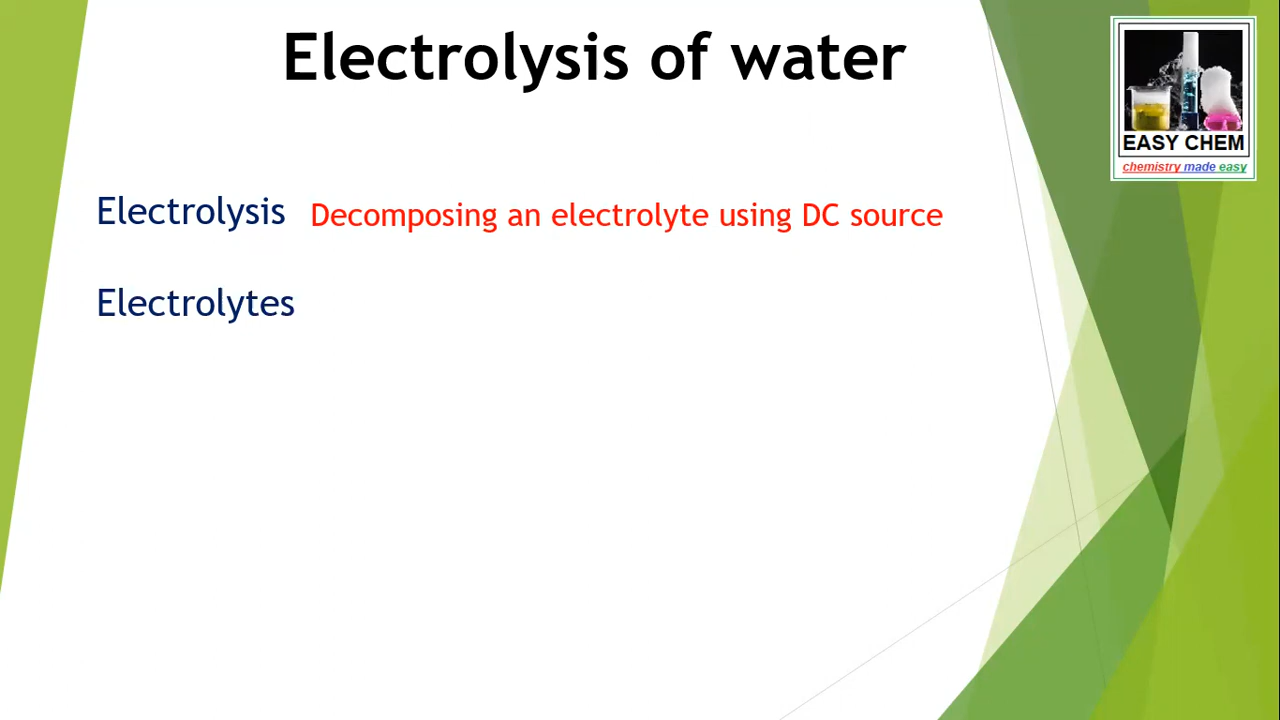 Electrolysis of water
EASY CHEM
chemistry made easy
Electrolysis Decomposing an electrolyte using DC source
Electrolytes